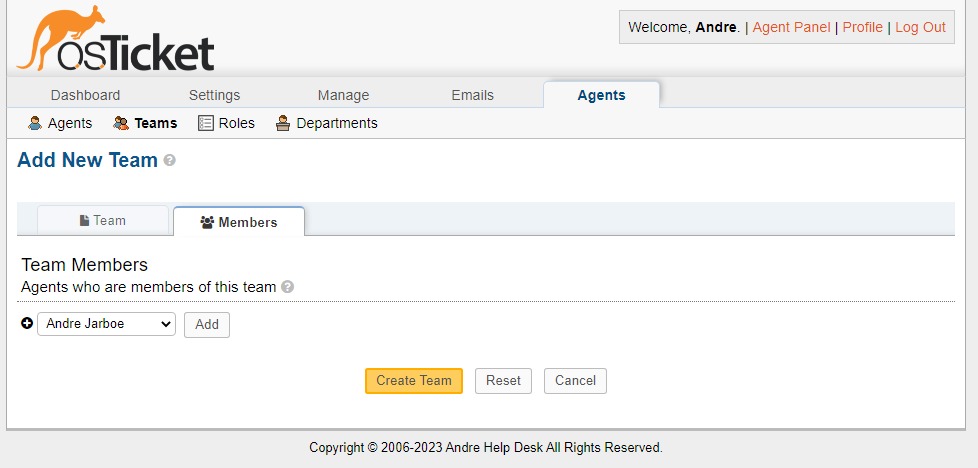 osTicket
Welcome, Andre. | Agent Panel | Profile | Log Out
Dashboard Settings Manage Emails Agents
Agents Teams Roles Departments
Add New Team ?
Team Members
Team Members
Agents who are members of this team ?
Andre Jarboe Add
Create Team Reset Cancel
Copyright © 2006-2023 Andre Help Desk All Rights Reserved.